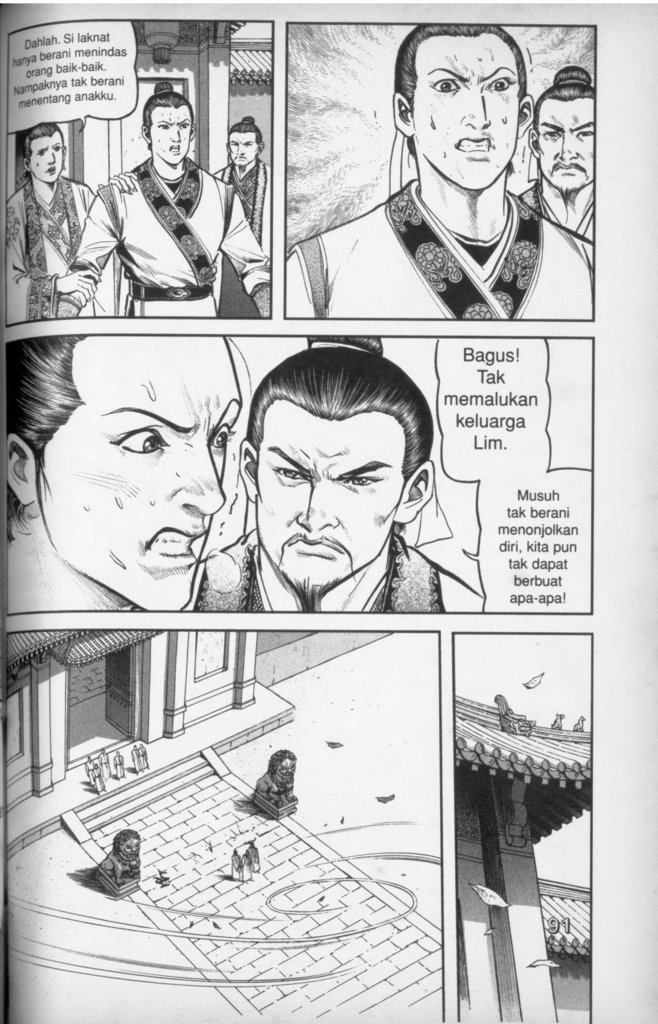 Dahlah. Si laknat
hanya berani menindas
orang baik-baik.
Nampaknya tak berani
menentang anakku.
Bagus!
Tak
memalukan
keluarga
Lim.
Musuh
tak berani
menonjolkan
diri, kita pun
tak dapat
berbuat
apa-apa!
91